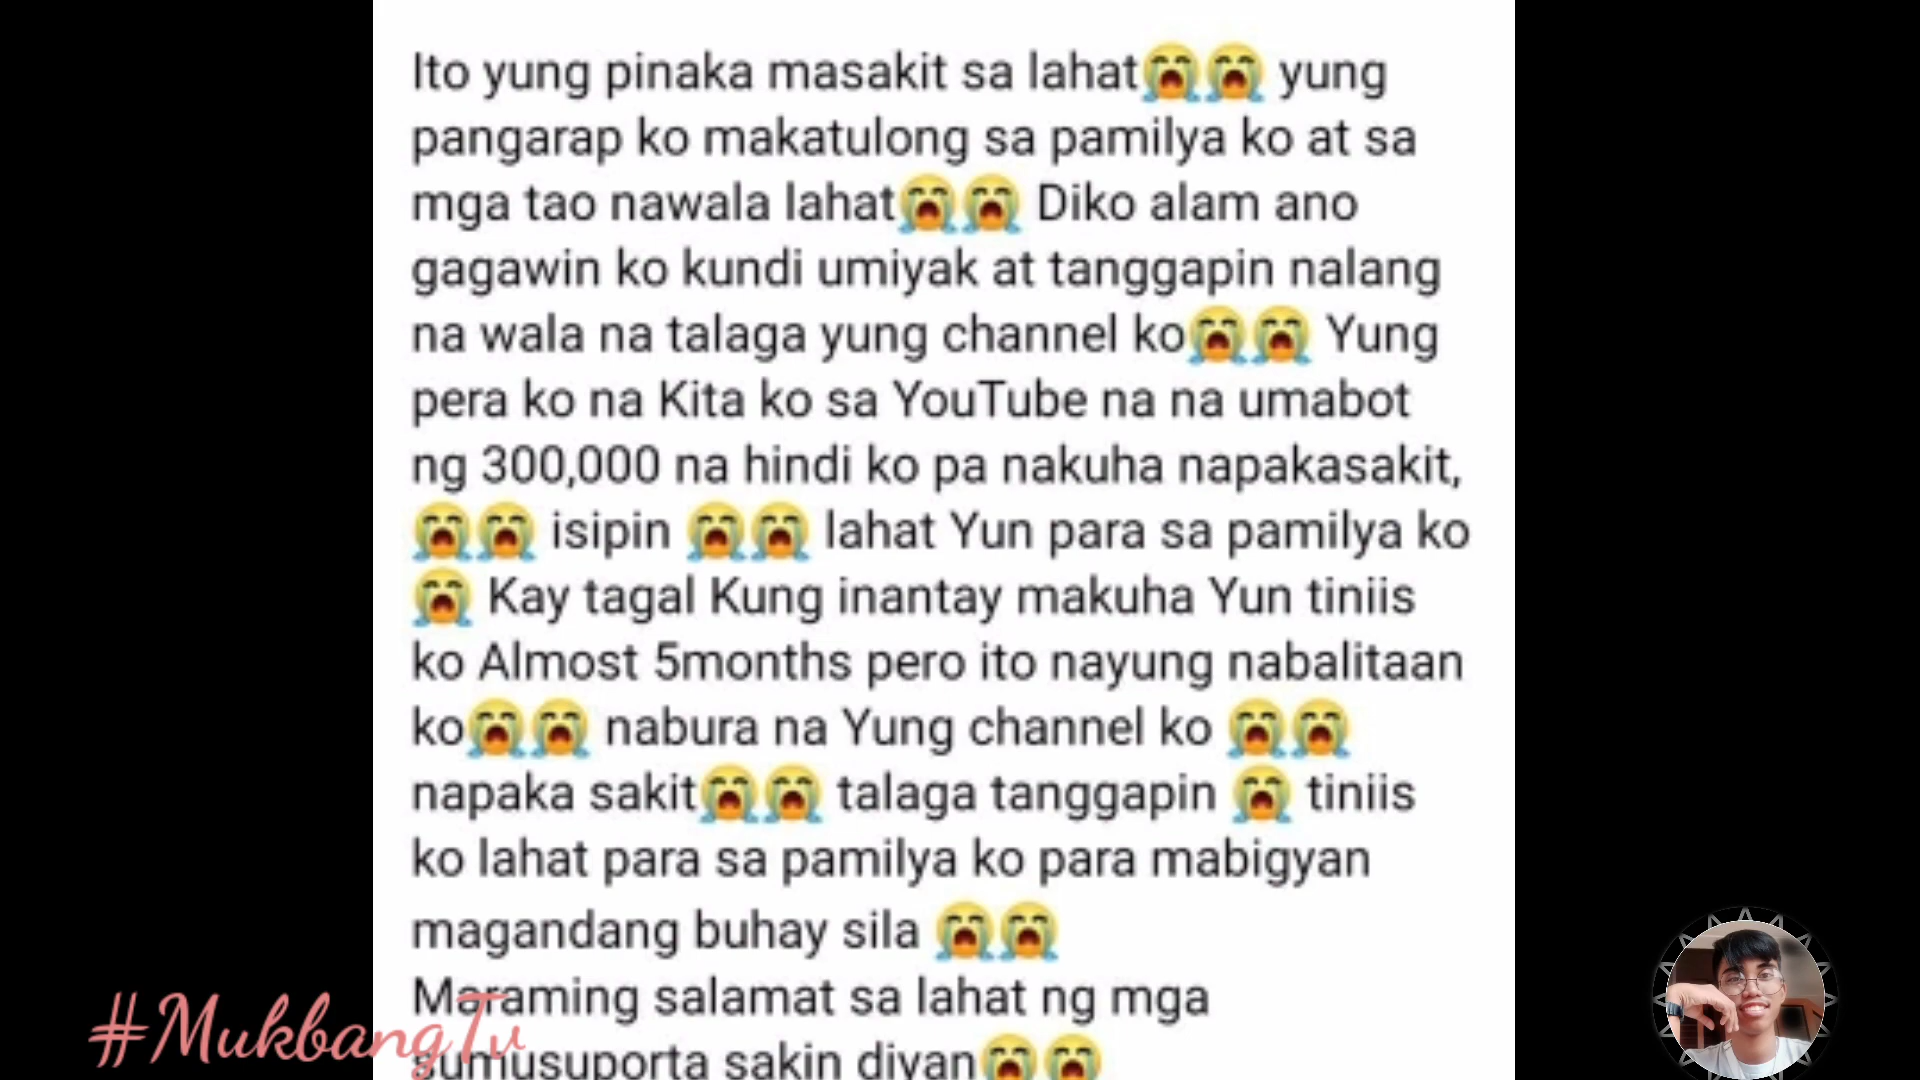 Ito yung pinaka masakit sa lahat😭😭 yung
pangarap ko makatulong sa pamilya ko at sa
mga tao nawala lahat😭😭 Diko alam ano
gagawin ko kundi umiyak at tanggapin nalang
na wala na talaga yung channel ko😭😭 Yung
pera ko na Kita ko sa YouTube na na umabot
ng 300,000 na hindi ko pa nakuha napakasakit,
😭😭 isipin 😭😭 lahat Yun para sa pamilya ko
😭 Kay tagal Kung inantay makuha Yun tiniis
ko Almost 5months pero ito nayung nabalitaan
ko😭😭 nabura na Yung channel ko 😭😭
napaka sakit😭😭 talaga tanggapin 😭 tiniis
ko lahat para sa pamilya ko para mabigyan
magandang buhay sila 😭😭
Maraming salamat sa lahat ng mga
sumusuporta sakin diyan😭😭
#MukbangTv